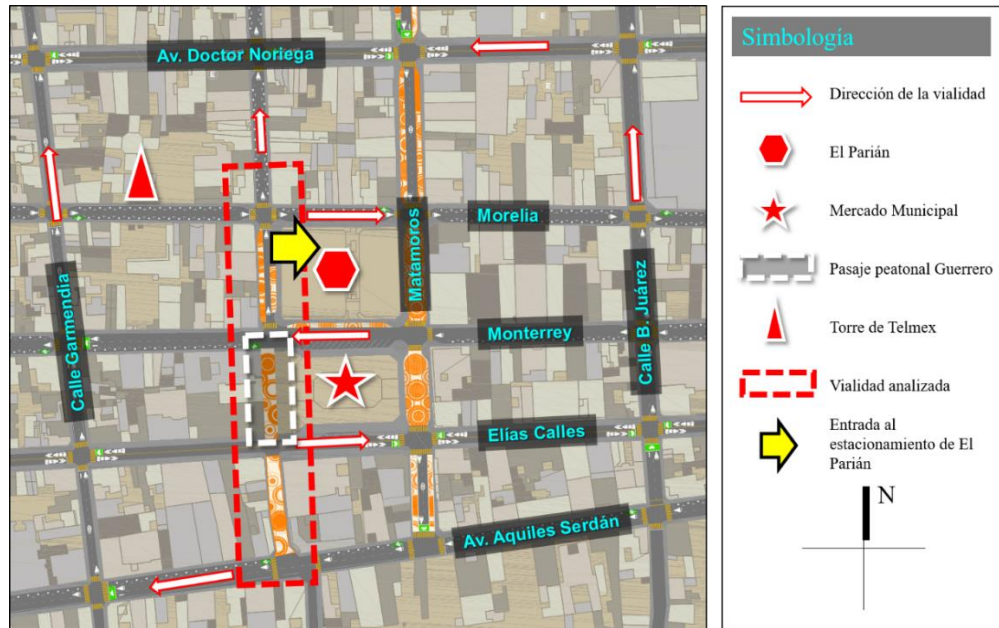 Av. Doctor Noriega
Morelia
Matamoros
Monterrey
Calle Garmendia
Calle B. Juárez
Elías Calles
Av. Aquiles Serdán
Simbología
Dirección de la vialidad
El Parián
Mercado Municipal
Pasaje peatonal Guerrero
Torre de Telmex
Vialidad analizada
Entrada al
estacionamiento de El
Parián
N